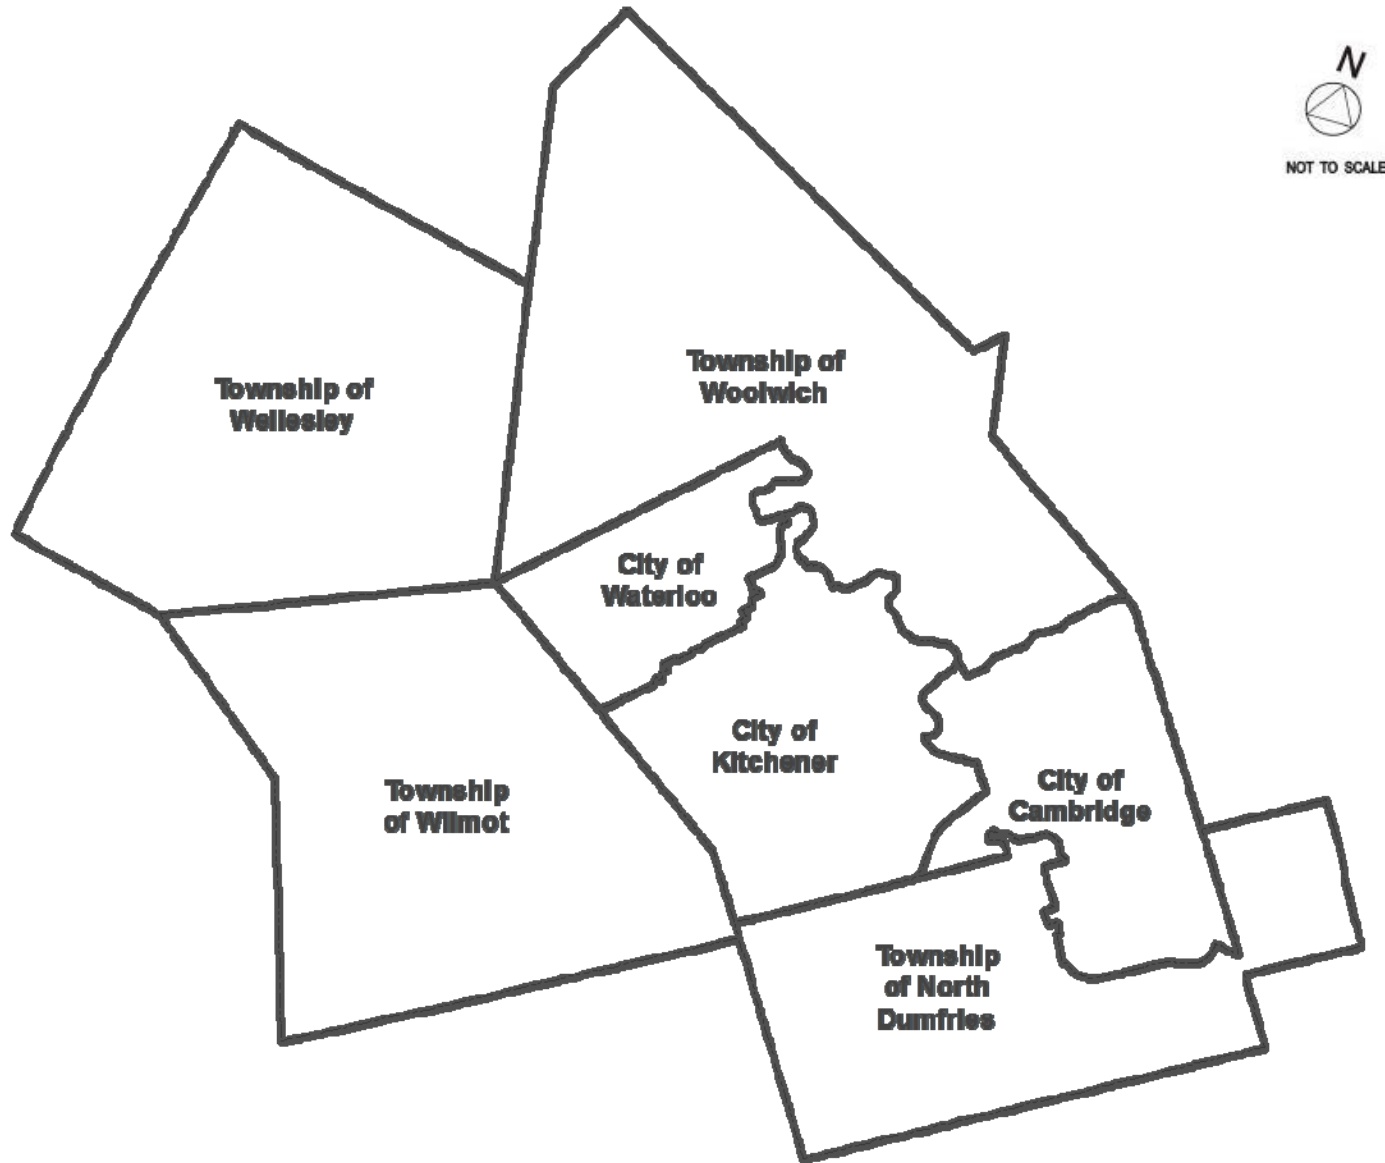 N
NOT TO SCALE
Township of
Woolwich
Township of
Wellesley
City of
Waterloo
City of
Kitchener
City of
Cambridge
Township
of Wilmot
Township
of North
Dumfries